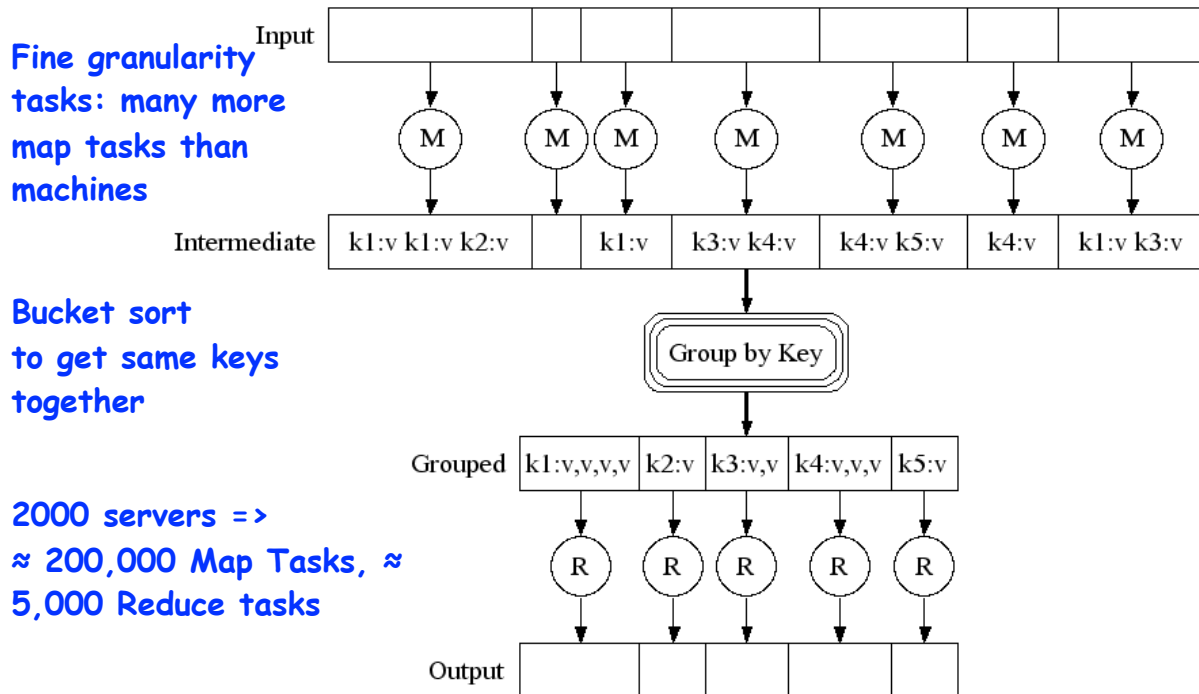 Input
Fine granularity
tasks: many more
map tasks than
machines
M M M M M M M
Intermediate k1:v k1:v k2:v k1:v k3:v k4:v k4:v k5:v k4:v k1:v k3:v
Bucket sort
to get same keys
together
Group by Key
Grouped k1:v,v,v,v k2:v k3:v,v k4:v,v,v k5:v
2000 servers =>
≈ 200,000 Map Tasks, ≈
5,000 Reduce tasks
R R R R R
Output